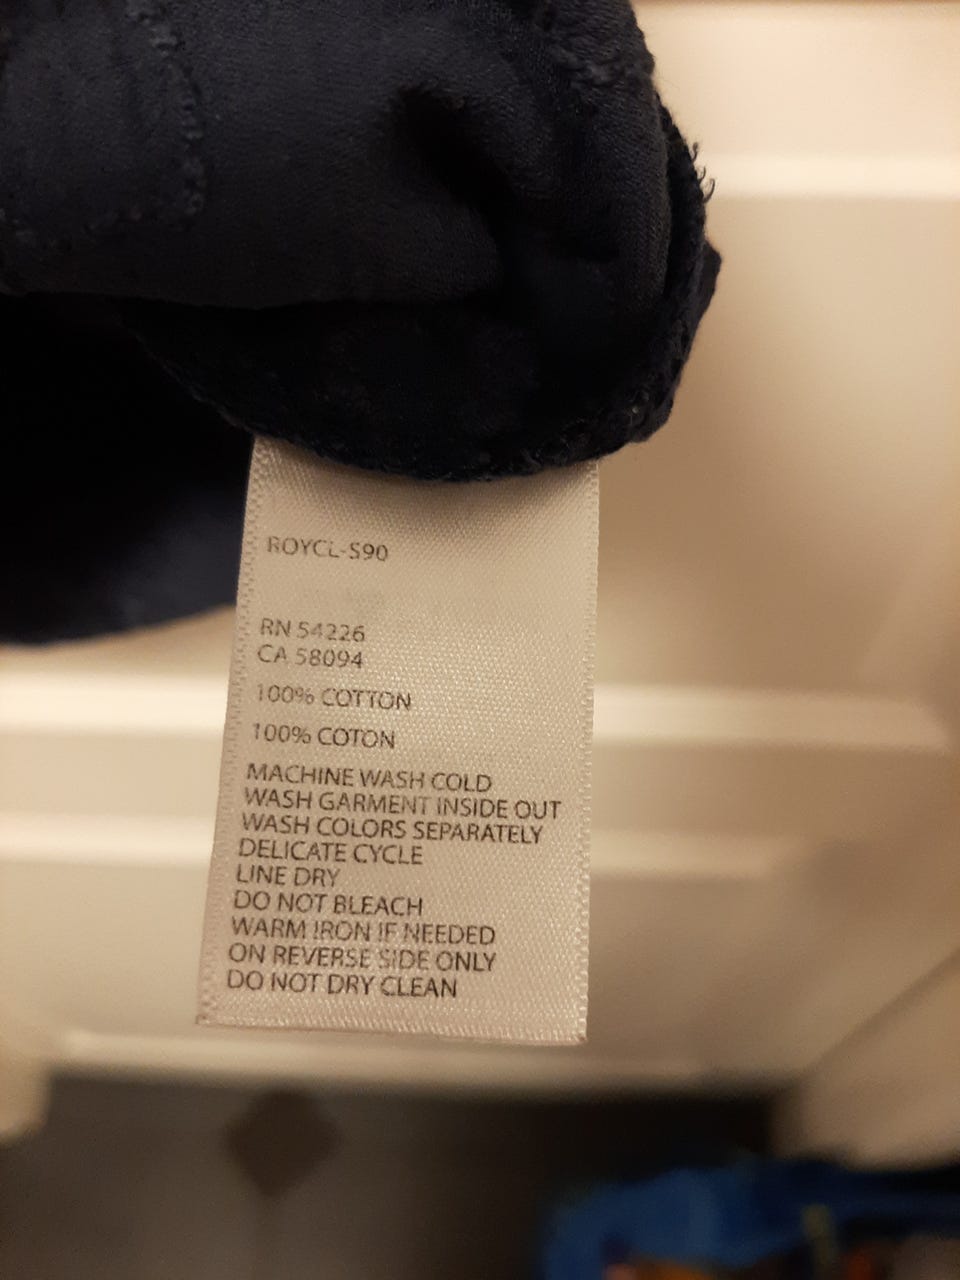 ROYCL-S90
RN 54226
CA 58094
100% COTTON
100% COTON
MACHINE WASH COLD
WASH GARMENT INSIDE OUT
WASH COLORS SEPARATELY
DELICATE CYCLE
LINE DRY
DO NOT BLEACH
WARM IRON IF NEEDED
ON REVERSE SIDE ONLY
DO NOT DRY CLEAN